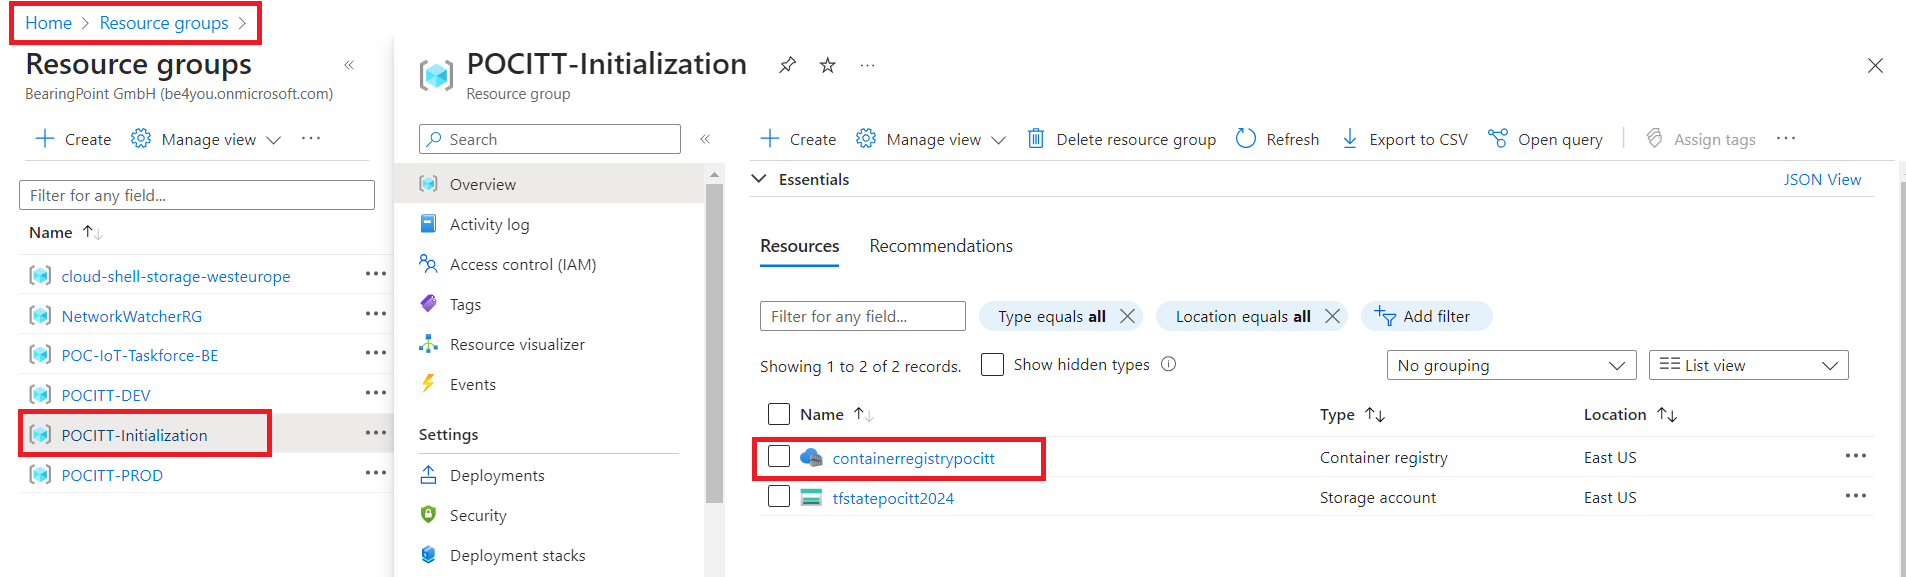 Home > Resource groups >
Resource groups «
BearingPoint GmbH (be4you.onmicrosoft.com)
Create Manage view ...
Filter for any field...
Name ↑↓
cloud-shell-storage-westeurope ...
NetworkWatcherRG ...
POC-IoT-Taskforce-BE ...
POCITT-DEV ...
POCITT-Initialization ...
POCITT-PROD ...
POCITT-Initialization ...
Resource group
Search «
Overview
Activity log
Access control (IAM)
Tags
Resource visualizer
Events
Settings
Deployments
Security
Deployment stacks
Create Manage view Delete resource group Refresh Export to CSV Open query Assign tags ...
Essentials JSON View
Resources Recommendations
Filter for any field... Type equals all Location equals all Add filter
Showing 1 to 2 of 2 records. Show hidden types No grouping List view
Name ↑↓ Type ↑↓ Location ↑↓
containerregistrypocitt Container registry East US ...
tfstatepocitt2024 Storage account East US ...